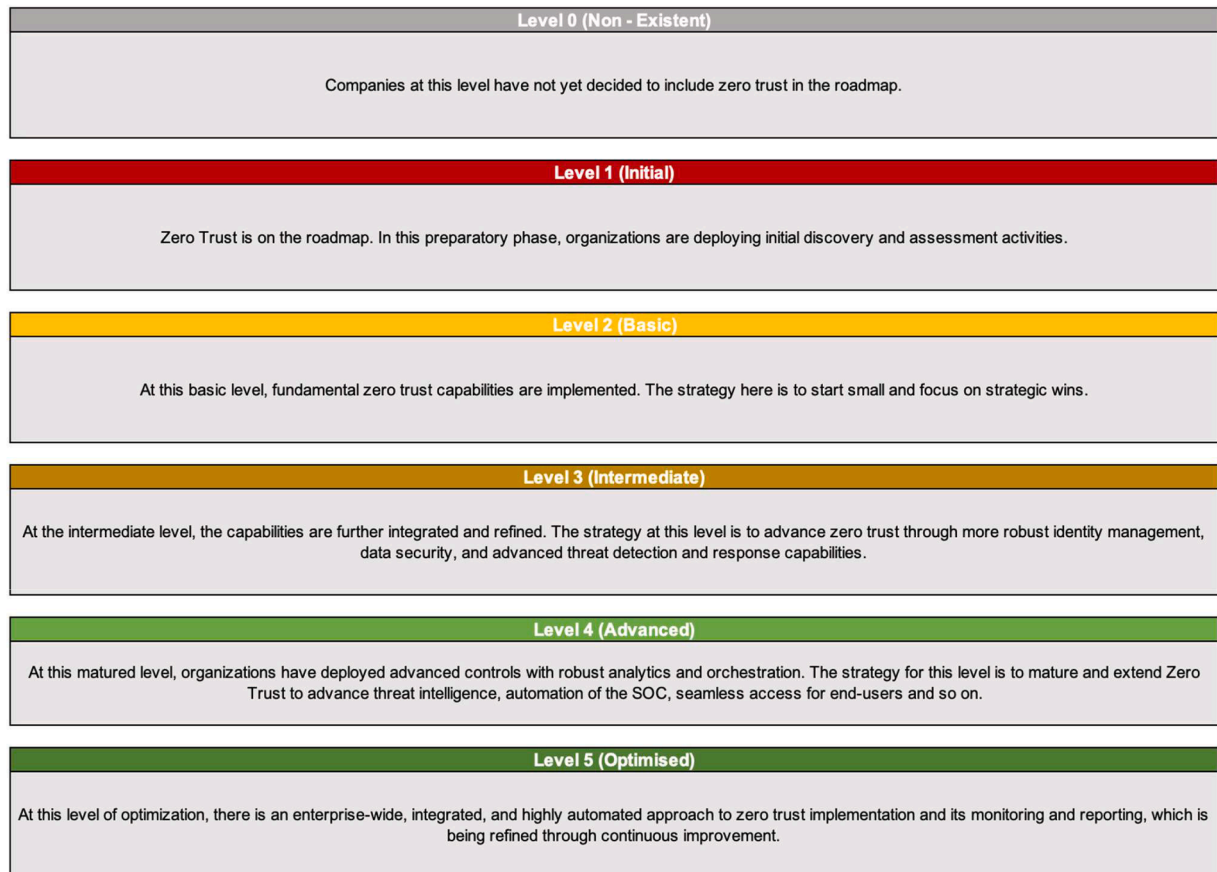 Level 0 (Non - Existent)
Companies at this level have not yet decided to include zero trust in the roadmap.
Level 1 (Initial)
Zero Trust is on the roadmap. In this preparatory phase, organizations are deploying initial discovery and assessment activities.
Level 2 (Basic)
At this basic level, fundamental zero trust capabilities are implemented. The strategy here is to start small and focus on strategic wins.
Level 3 (Intermediate)
At the intermediate level, the capabilities are further integrated and refined. The strategy at this level is to advance zero trust through more robust identity management,
data security, and advanced threat detection and response capabilities.
Level 4 (Advanced)
At this matured level, organizations have deployed advanced controls with robust analytics and orchestration. The strategy for this level is to mature and extend Zero
Trust to advance threat intelligence, automation of the SOC, seamless access for end-users and so on.
Level 5 (Optimised)
At this level of optimization, there is an enterprise-wide, integrated, and highly automated approach to zero trust implementation and its monitoring and reporting, which is
being refined through continuous improvement.